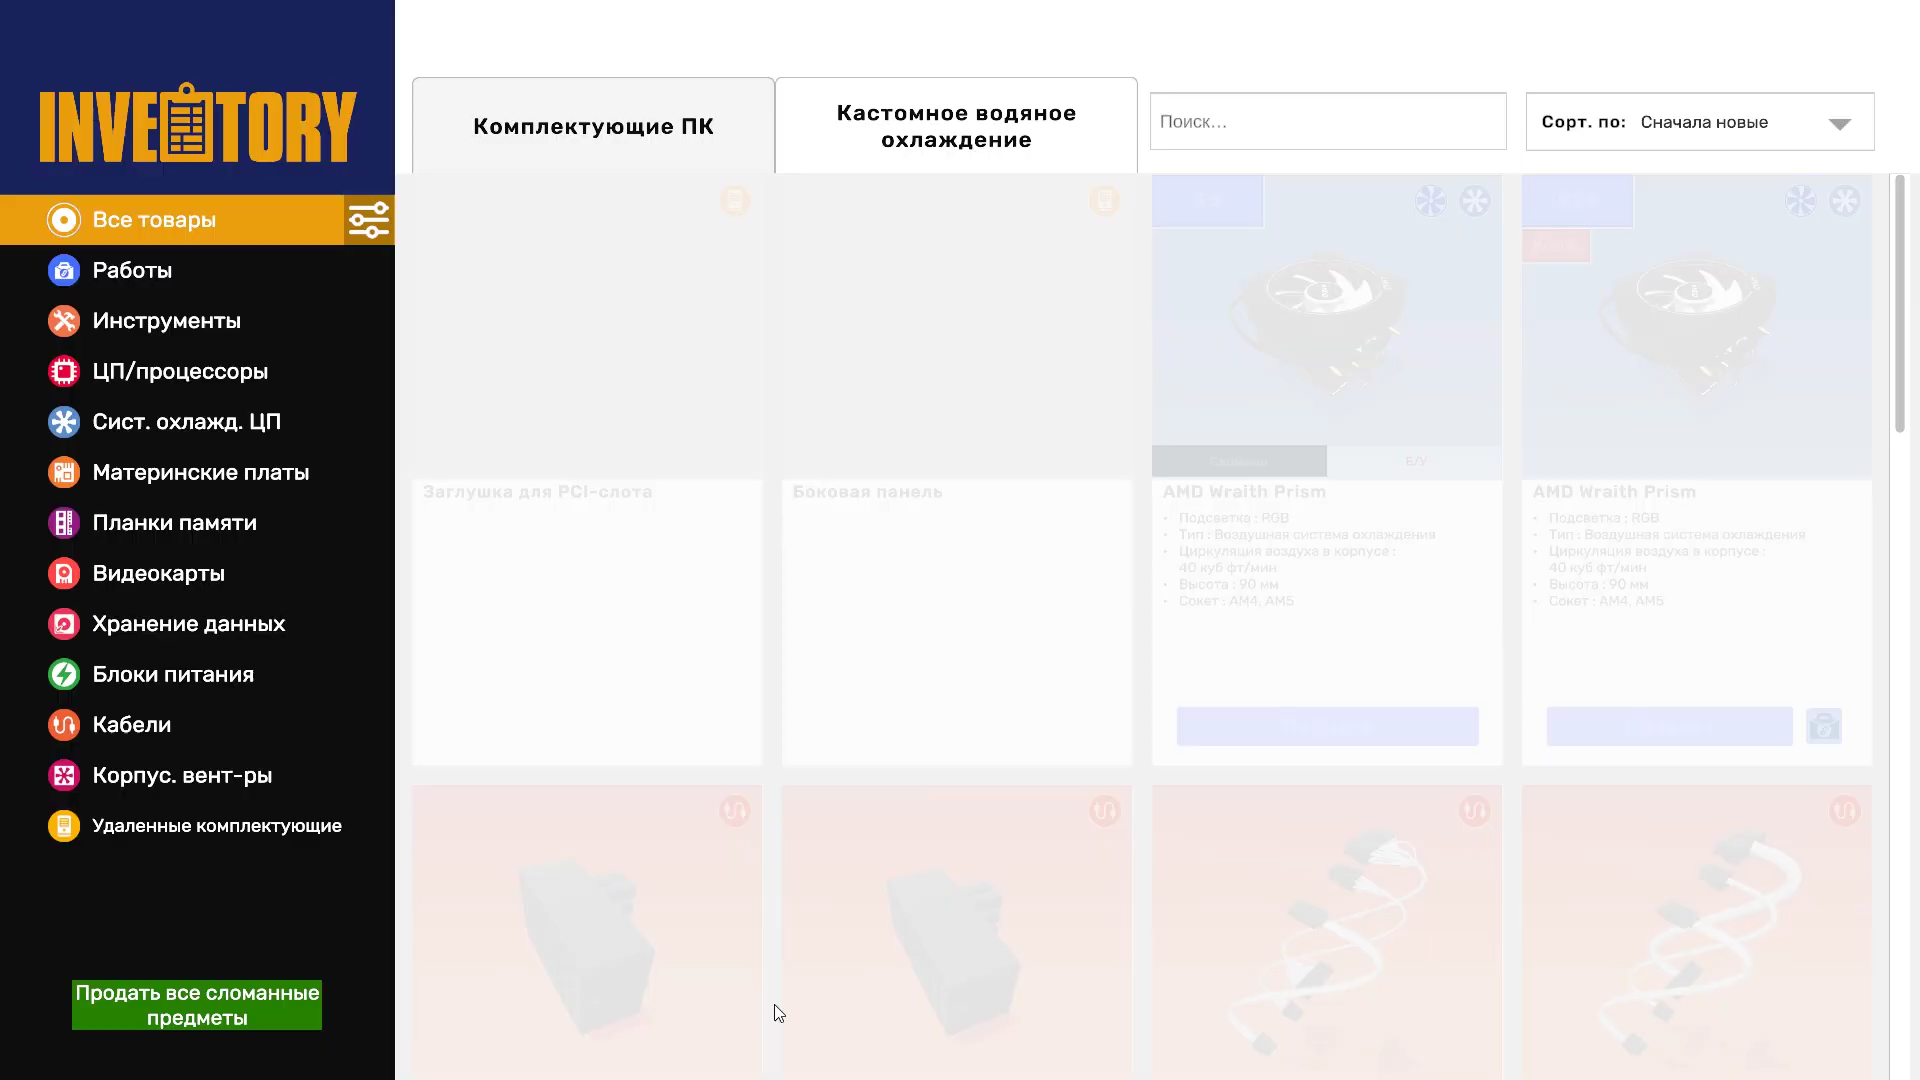 INVENTORY
Комплектующие ПК
Кастомное водяное
охлаждение
Поиск...
Сорт. по: Сначала новые
Все товары
Работы
Инструменты
ЦП/процессоры
Сист. охлажд. ЦП
Материнские платы
Планки памяти
Видеокарты
Хранение данных
Блоки питания
Кабели
Корпус. вент-ры
Удаленные комплектующие
Продать все сломанные
предметы
Заглушка для PCI-слота
Боковая панель
Б/У
AMD Wraith Prism
• Подсветка : RGB
• Тип : Воздушная система охлаждения
• Циркуляция воздуха в корпусе :
40 куб фт/мин
• Высота : 90 мм
• Сокет : AM4, AM5
AMD Wraith Prism
• Подсветка : RGB
• Тип : Воздушная система охлаждения
• Циркуляция воздуха в корпусе :
40 куб фт/мин
• Высота : 90 мм
• Сокет : AM4, AM5